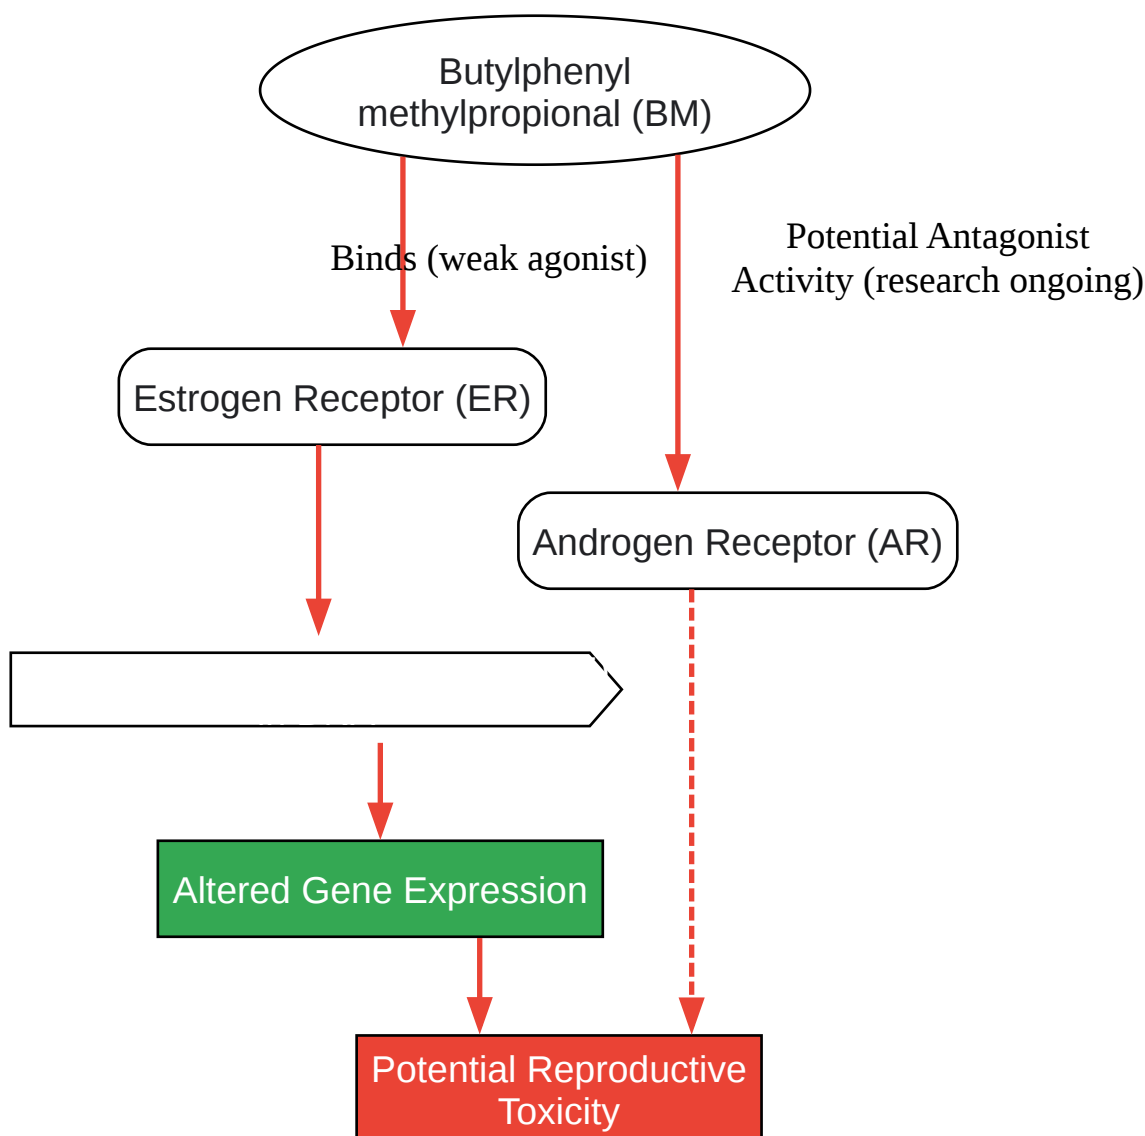 Butylphenyl
methylpropional (BM)
Binds (weak agonist)
Potential Antagonist
Activity (research ongoing)
Estrogen Receptor (ER)
Androgen Receptor (AR)
Altered Gene Expression
Potential Reproductive
Toxicity